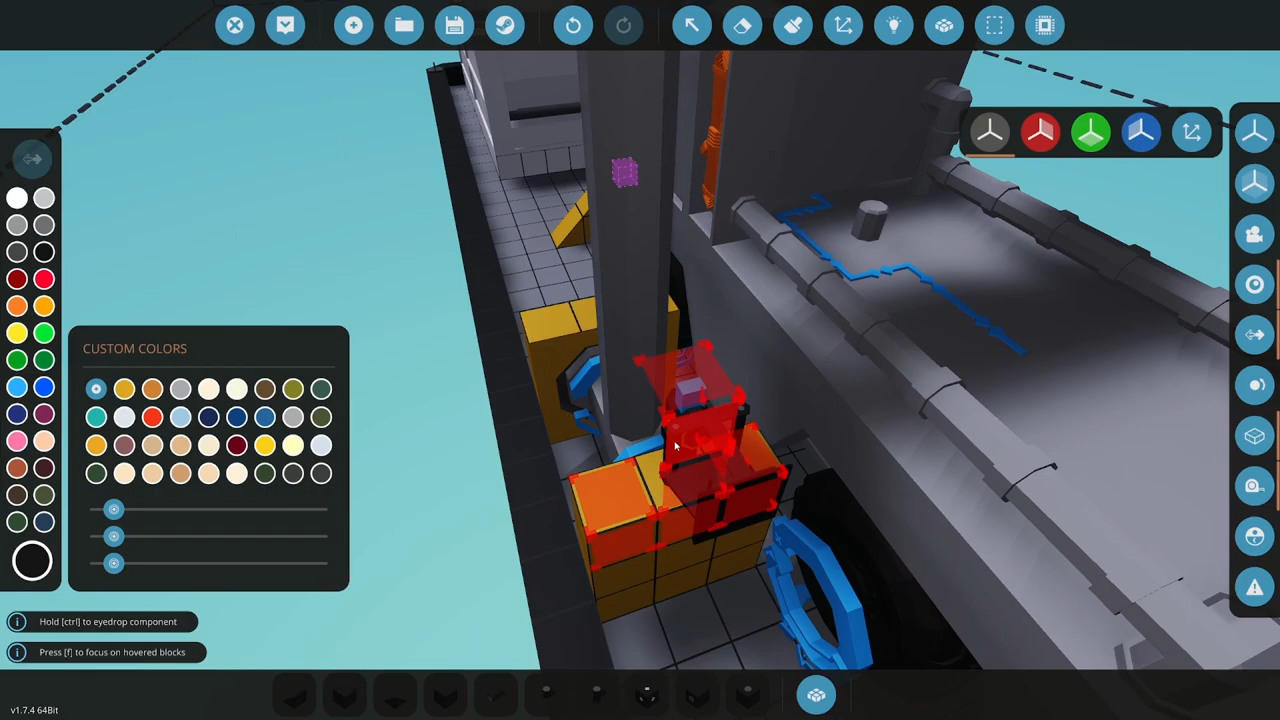 CUSTOM COLORS
Hold [ctrl] to eyedrop component
Press [f] to focus on hovered blocks
v1.7.4 64Bit